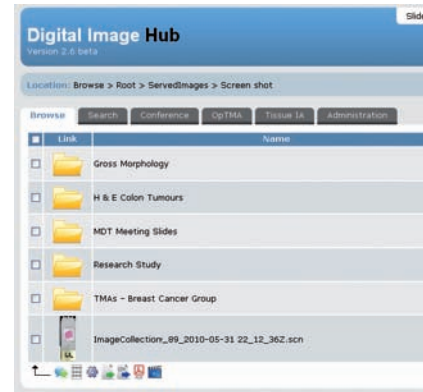 Slide
Digital Image Hub
Version 2.6 beta
Location: Browse > Root > ServedImages > Screen shot
Browse Search Conference OpTMA Tissue IA Administration
Link Name
Gross Morphology
H & E Colon Tumours
MDT Meeting Slides
Research Study
TMAs - Breast Cancer Group
ImageCollection_89_2010-05-31 22_12_36Z.scn